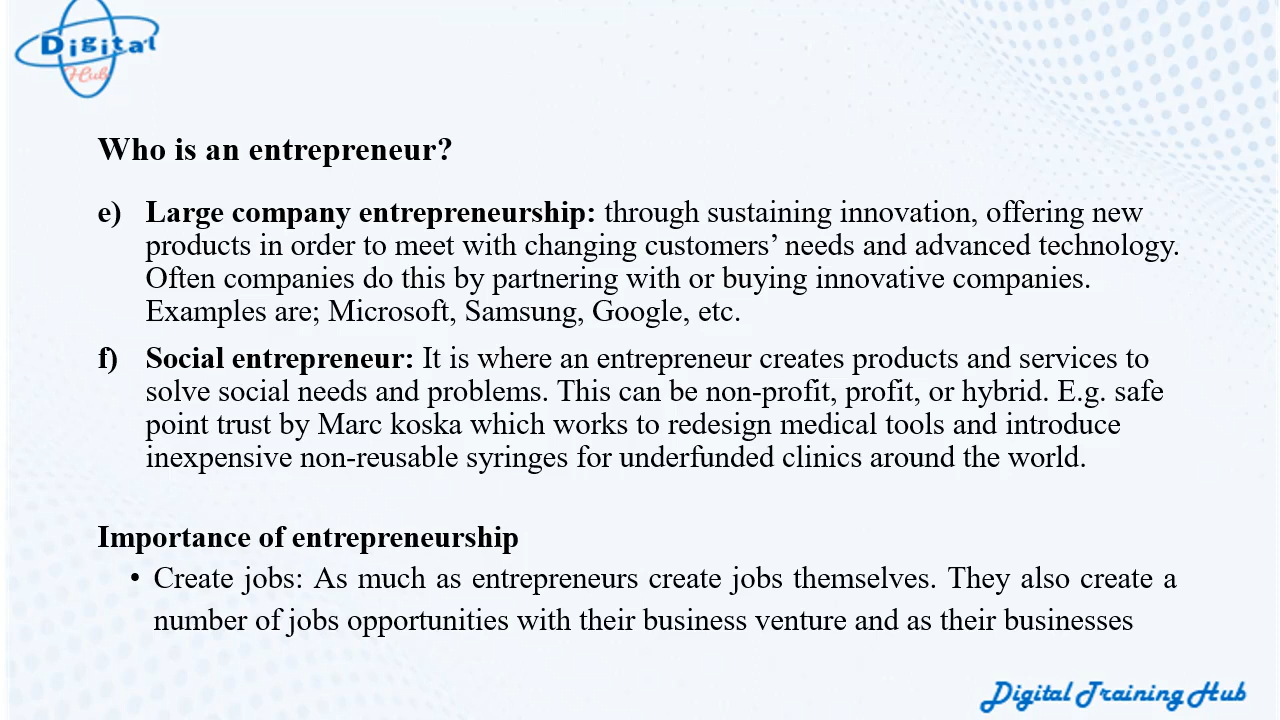 Digital
Hub
Who is an entrepreneur?
e) Large company entrepreneurship: through sustaining innovation, offering new
products in order to meet with changing customers’ needs and advanced technology.
Often companies do this by partnering with or buying innovative companies.
Examples are; Microsoft, Samsung, Google, etc.
f) Social entrepreneur: It is where an entrepreneur creates products and services to
solve social needs and problems. This can be non-profit, profit, or hybrid. E.g. safe
point trust by Marc koska which works to redesign medical tools and introduce
inexpensive non-reusable syringes for underfunded clinics around the world.
Importance of entrepreneurship
• Create jobs: As much as entrepreneurs create jobs themselves. They also create a
number of jobs opportunities with their business venture and as their businesses
Digital Training Hub